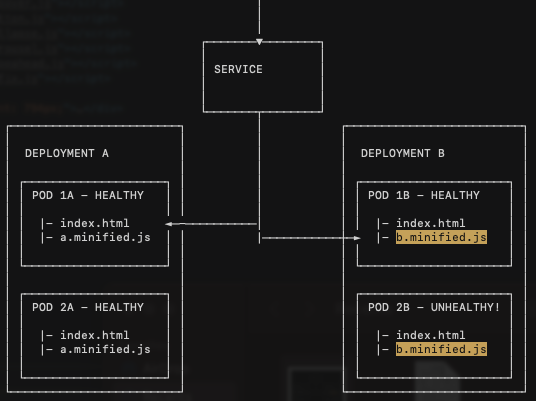 SERVICE
DEPLOYMENT A
POD 1A – HEALTHY
|– index.html
|– a.minified.js
POD 2A – HEALTHY
|– index.html
|– a.minified.js
DEPLOYMENT B
POD 1B – HEALTHY
|– index.html
|– b.minified.js
POD 2B – UNHEALTHY!
|– index.html
|– b.minified.js